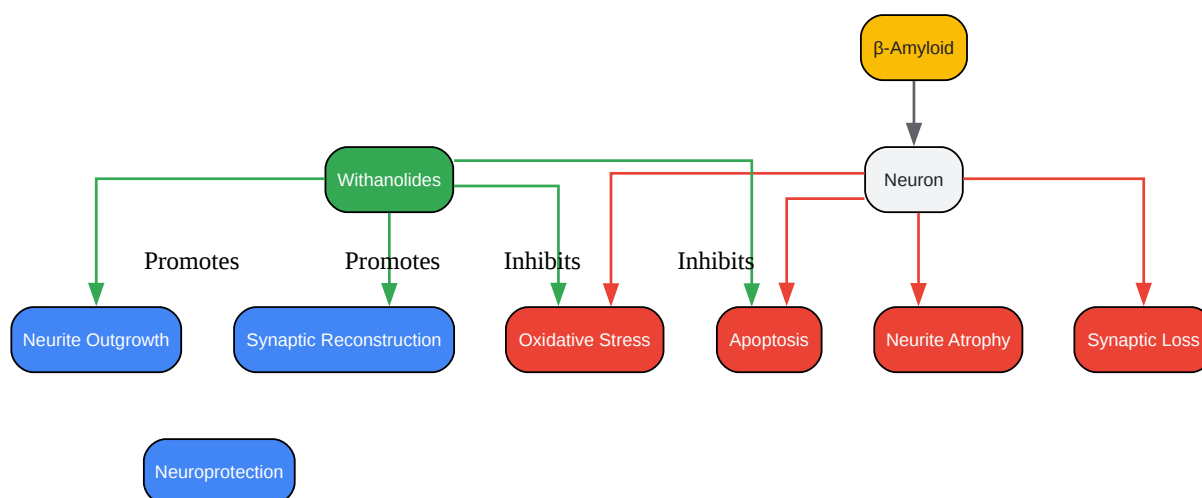 β-Amyloid
Withanolides
Neuron
Promotes
Promotes
Inhibits
Inhibits
Neurite Outgrowth
Synaptic Reconstruction
Oxidative Stress
Apoptosis
Neurite Atrophy
Synaptic Loss
Neuroprotection